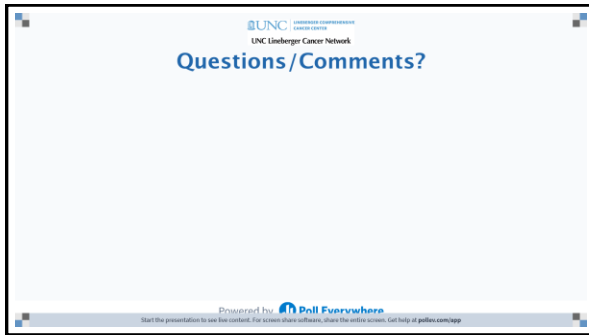 UNC LINEBERGER COMPREHENSIVE
CANCER CENTER
UNC Lineberger Cancer Network
Questions/Comments?
Powered by Poll Everywhere
Start the presentation to see live content. For screen share software, share the entire screen. Get help at pollev.com/app